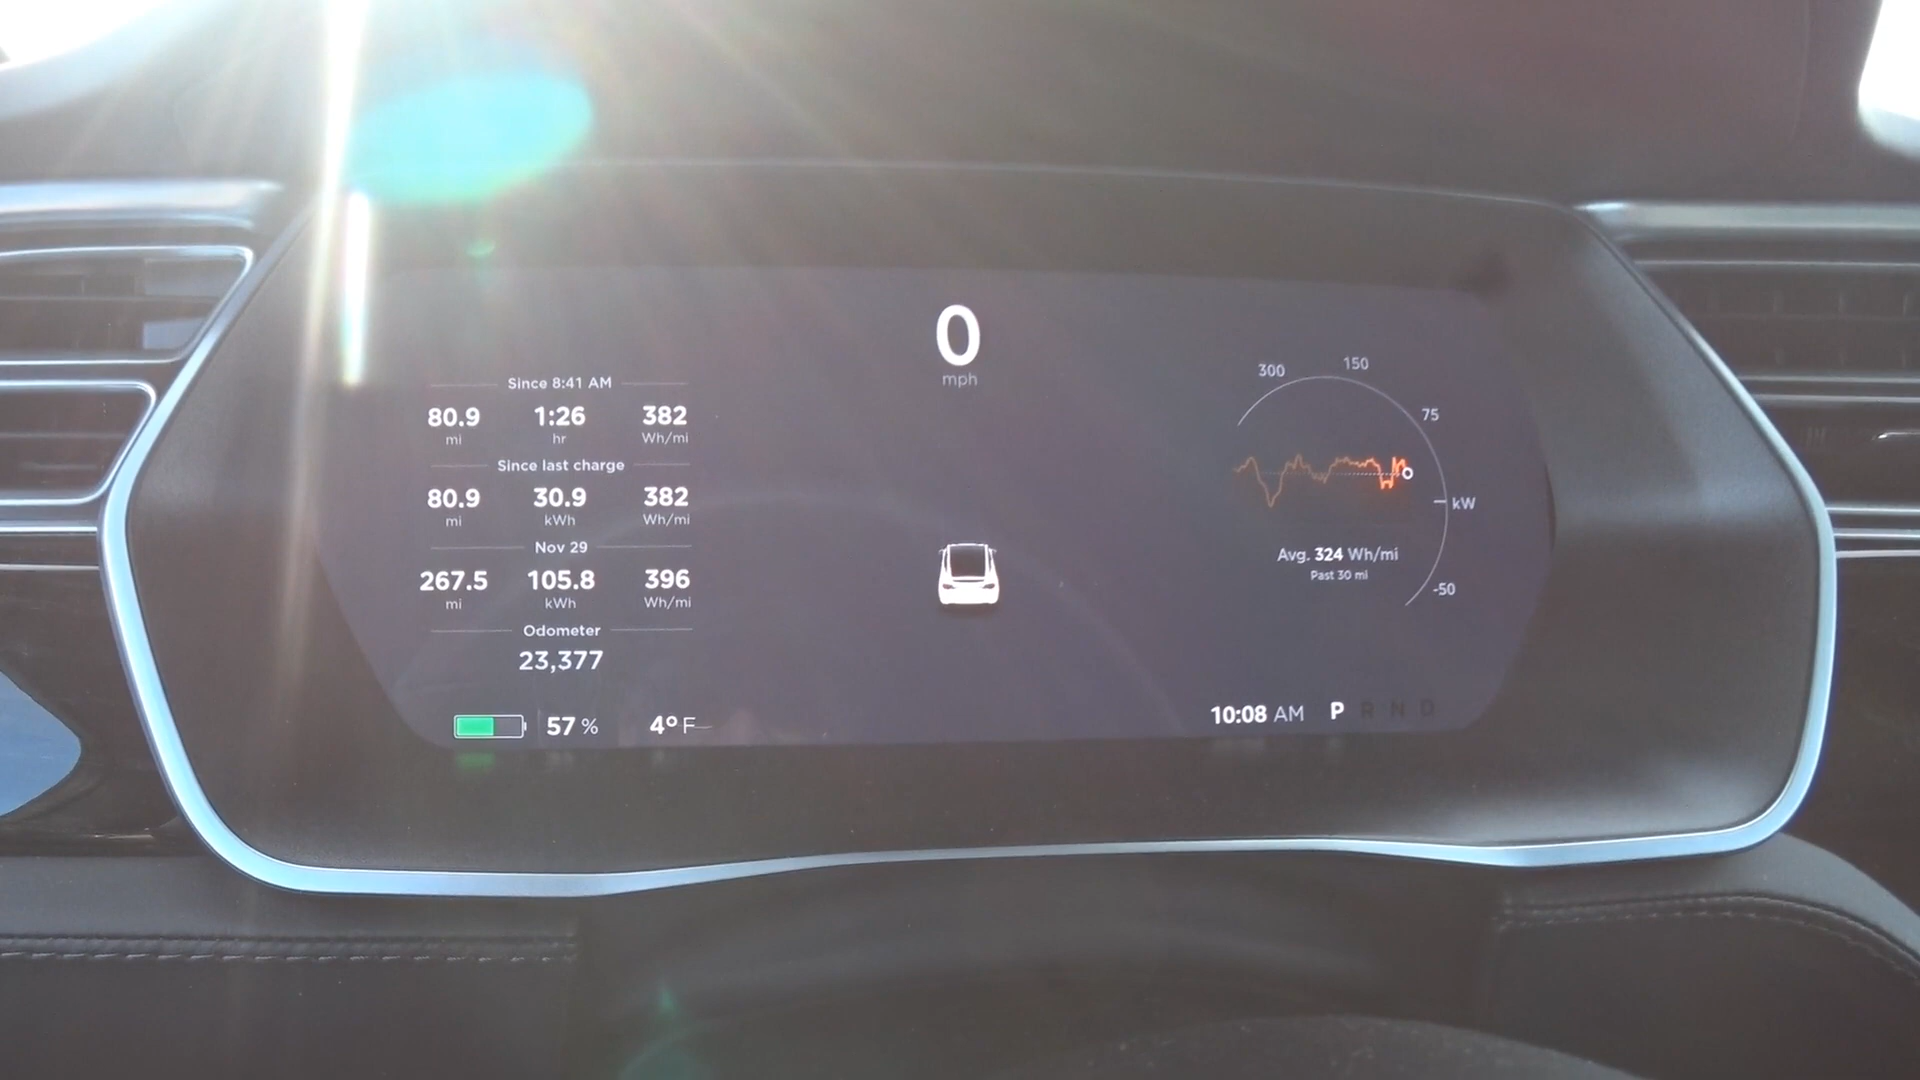 0
mph
Since 8:41 AM
80.9 1:26 382
mi hr Wh/mi
Since last charge
80.9 30.9 382
mi kWh Wh/mi
Nov 29
267.5 105.8 396
mi kWh Wh/mi
Odometer
23,377
57 % 4° F
300 150
75
kW
-50
Avg. 324 Wh/mi
Past 30 mi
10:08 AM P R N D